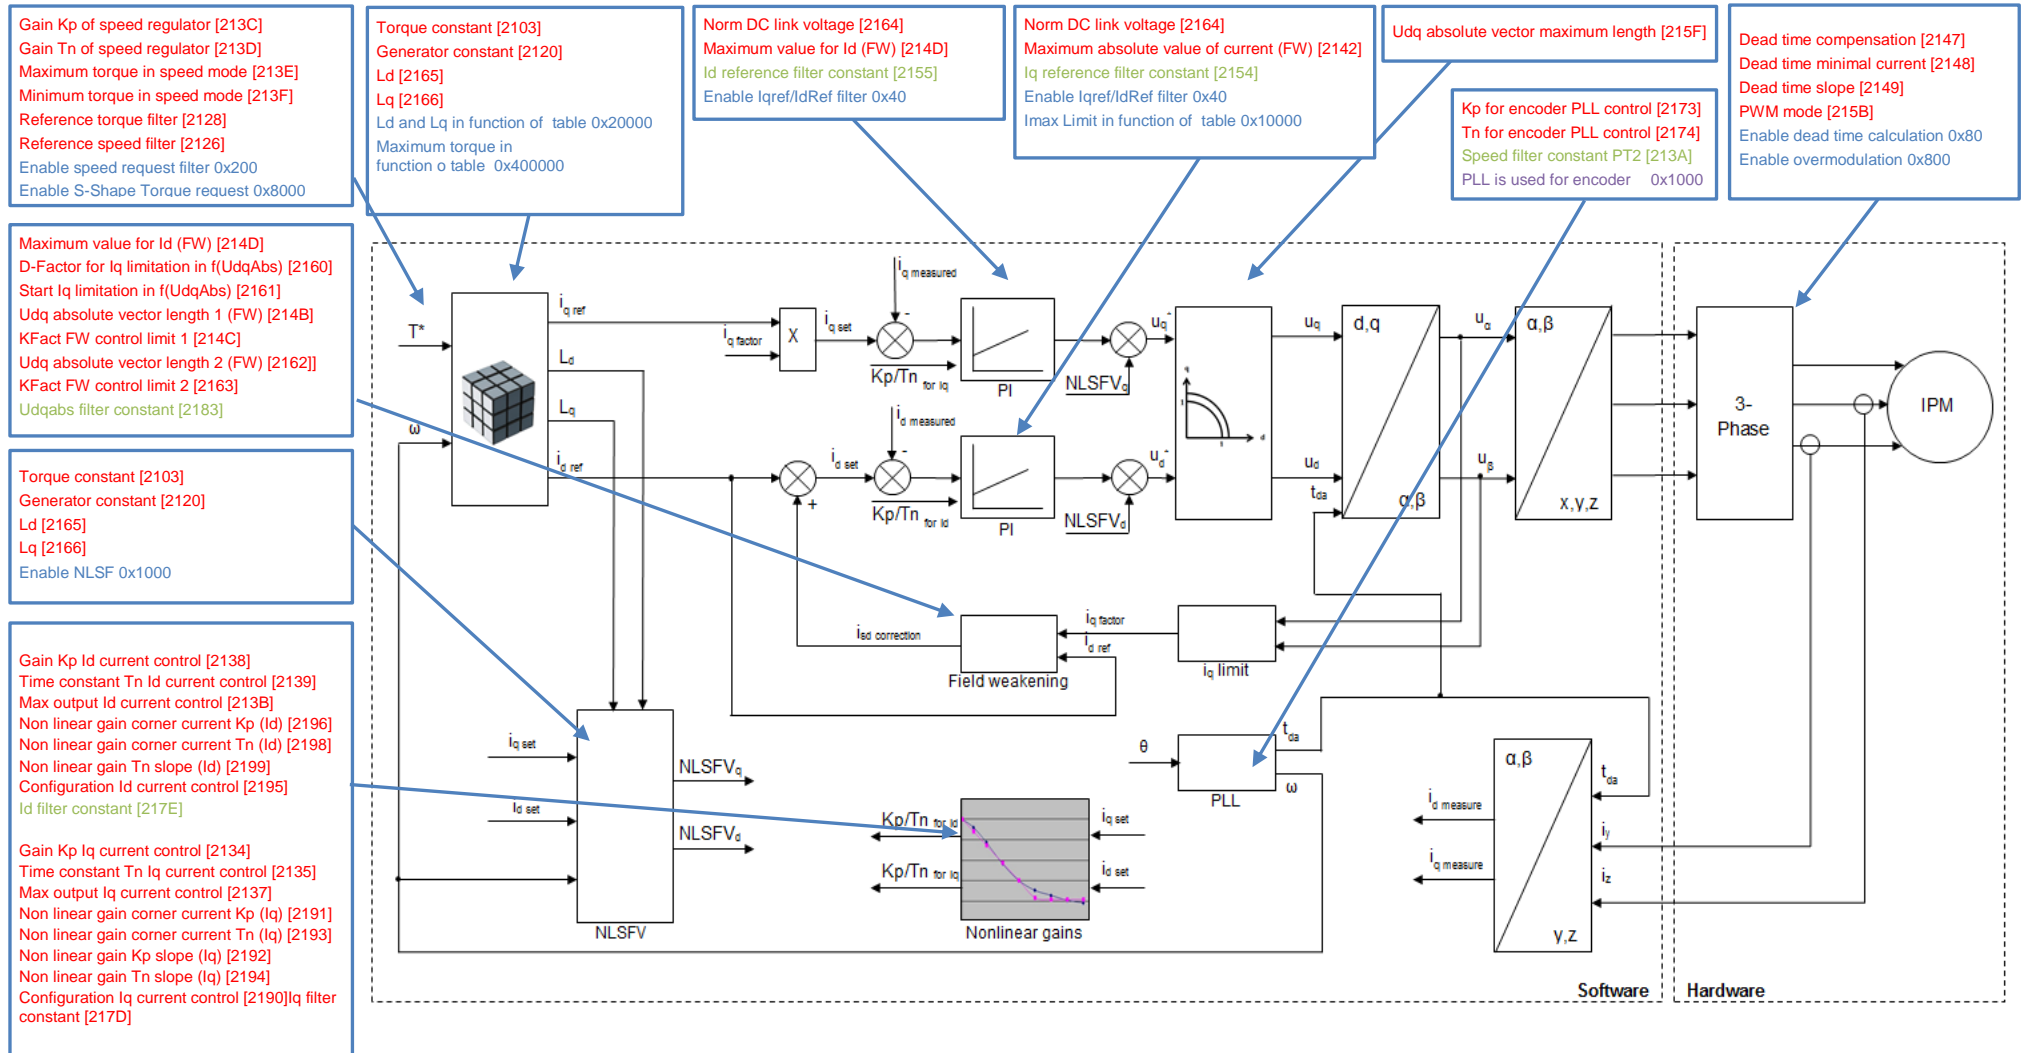 Gain Kp of speed regulator [213C]
Gain Tn of speed regulator [213D]
Maximum torque in speed mode [213E]
Minimum torque in speed mode [213F]
Reference torque filter [2128]
Reference speed filter [2126]
Enable speed request filter 0x200
Enable S-Shape Torque request 0x8000
Torque constant [2103]
Generator constant [2120]
Ld [2165]
Lq [2166]
Ld and Lq in function of table 0x20000
Maximum torque in
function o table 0x400000
Norm DC link voltage [2164]
Maximum value for Id (FW) [214D]
Id reference filter constant [2155]
Enable Iqref/IdRef filter 0x40
Norm DC link voltage [2164]
Maximum absolute value of current (FW) [2142]
Iq reference filter constant [2154]
Enable Iqref/IdRef filter 0x40
Imax Limit in function of table 0x10000
Udq absolute vector maximum length [215F]
Kp for encoder PLL control [2173]
Tn for encoder PLL control [2174]
Speed filter constant PT2 [213A]
PLL is used for encoder 0x1000
Dead time compensation [2147]
Dead time minimal current [2148]
Dead time slope [2149]
PWM mode [215B]
Enable dead time calculation 0x80
Enable overmodulation 0x800
Maximum value for Id (FW) [214D]
D-Factor for Iq limitation in f(UdqAbs) [2160]
Start Iq limitation in f(UdqAbs) [2161]
Udq absolute vector length 1 (FW) [214B]
KFact FW control limit 1 [214C]
Udq absolute vector length 2 (FW) [2162]]
KFact FW control limit 2 [2163]
Udqabs filter constant [2183]
Torque constant [2103]
Generator constant [2120]
Ld [2165]
Lq [2166]
Enable NLSF 0x1000
Gain Kp Id current control [2138]
Time constant Tn Id current control [2139]
Max output Id current control [213B]
Non linear gain corner current Kp (Id) [2196]
Non linear gain corner current Tn (Id) [2198]
Non linear gain Tn slope (Id) [2199]
Configuration Id current control [2195]
Id filter constant [217E]
Gain Kp Iq current control [2134]
Time constant Tn Iq current control [2135]
Max output Iq current control [2137]
Non linear gain corner current Kp (Iq) [2191]
Non linear gain corner current Tn (Iq) [2193]
Non linear gain Kp slope (Iq) [2192]
Non linear gain Tn slope (Iq) [2194]
Configuration Iq current control [2190]Iq filter
constant [217D]
T*
ω
i q ref
Ld
Lq
i d ref
i q factor
X
i q set
i q measured
-
Kp/Tn for Iq
PI
NLSFVq
uq-
i d measured
+
i d set
-
Kp/Tn for Id
PI
NLSFVd
ud-
q
1
1
d
uq
ud
tda
d,q
α,β
uα
uβ
α,β
x,y,z
3-
Phase
IPM
isd correction
Field weakening
iq factor
i d ref
iq limit
θ
PLL
tda
ω
i q set
i d set
NLSFV
NLSFVq
NLSFVd
Kp/Tn for Id
Kp/Tn for Iq
i q set
i d set
Nonlinear gains
i d measure
i q measure
α,β
y,z
tda
iy
iz
Software
Hardware